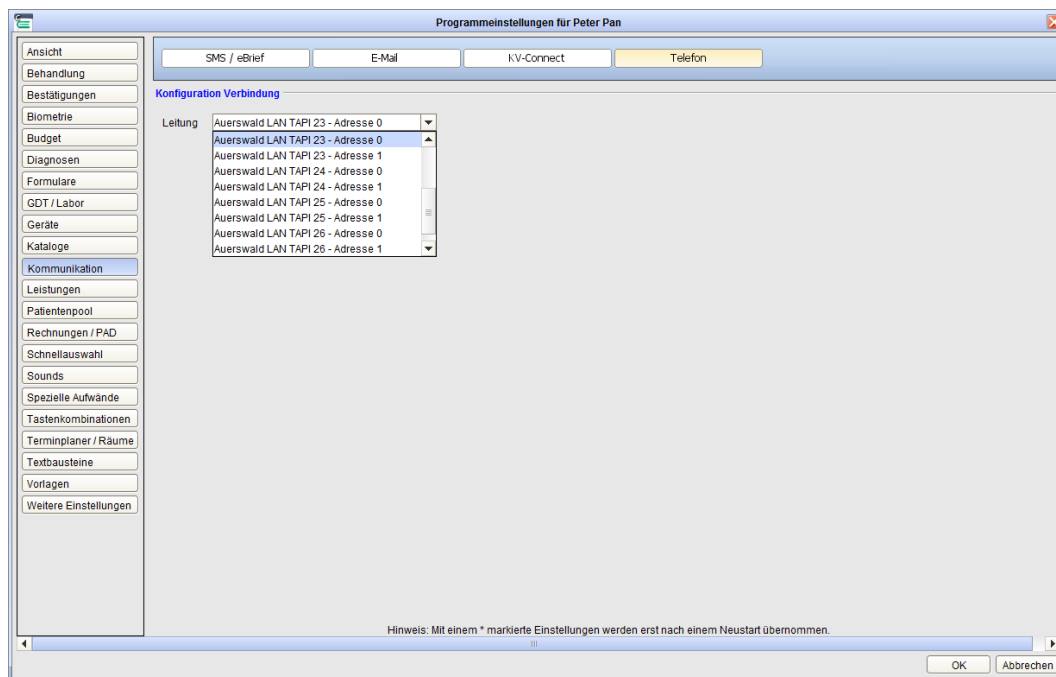 Programmeinstellungen für Peter Pan
Ansicht
Behandlung
Bestätigungen
Biometrie
Budget
Diagnosen
Formulare
GDT / Labor
Geräte
Kataloge
Kommunikation
Leistungen
Patientenpool
Rechnungen / PAD
Schnellauswahl
Sounds
Spezielle Aufwände
Tastenkombinationen
Terminplaner / Räume
Textbausteine
Vorlagen
Weitere Einstellungen
SMS / eBrief E-Mail KV-Connect Telefon
Konfiguration Verbindung
Leitung Auerswald LAN TAPI 23 - Adresse 0
Auerswald LAN TAPI 23 - Adresse 0
Auerswald LAN TAPI 23 - Adresse 1
Auerswald LAN TAPI 24 - Adresse 0
Auerswald LAN TAPI 24 - Adresse 1
Auerswald LAN TAPI 25 - Adresse 0
Auerswald LAN TAPI 25 - Adresse 1
Auerswald LAN TAPI 26 - Adresse 0
Auerswald LAN TAPI 26 - Adresse 1
Hinweis: Mit einem * markierte Einstellungen werden erst nach einem Neustart übernommen.
OK Abbrechen